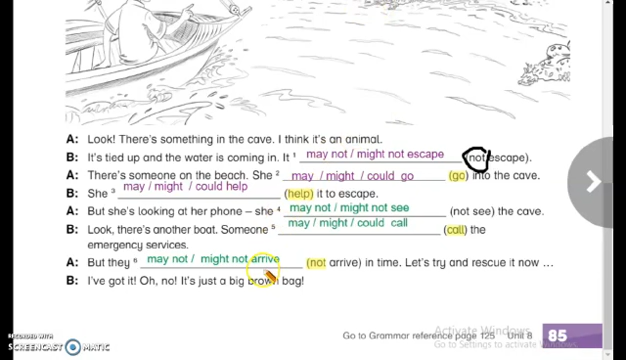 A: Look! There's something in the cave. I think it's an animal.
B: It's tied up and the water is coming in. It ¹ may not / might not escape (not escape).
A: There's someone on the beach. She ² may / might / could go (go) into the cave.
B: She ³ may / might / could help (help) it to escape.
A: But she's looking at her phone – she ⁴ may not / might not see (not see) the cave.
B: Look, there's another boat. Someone ⁵ may / might / could call (call) the
emergency services.
A: But they ⁶ may not / might not arrive (not arrive) in time. Let's try and rescue it now ...
B: I've got it! Oh, no! It's just a big brown bag!
Activate Windows
Go to Grammar reference page 125 Unit 8 85
Go to Settings to activate Windows.
RECORDED WITH
SCREENCAST MATIC